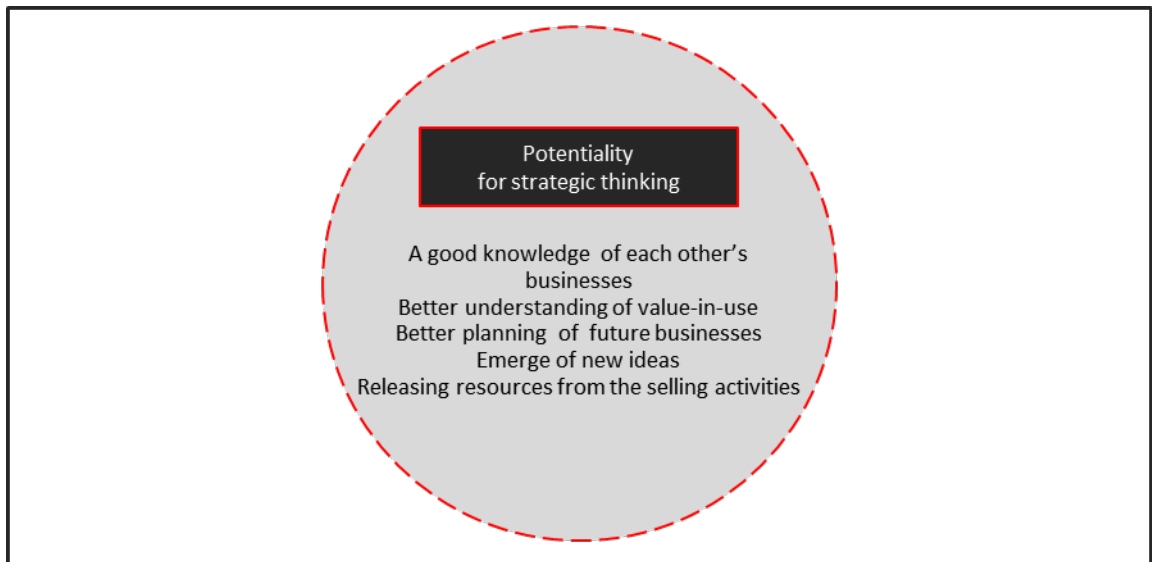 Potentiality
for strategic thinking
A good knowledge of each other’s
businesses
Better understanding of value-in-use
Better planning of future businesses
Emerge of new ideas
Releasing resources from the selling activities